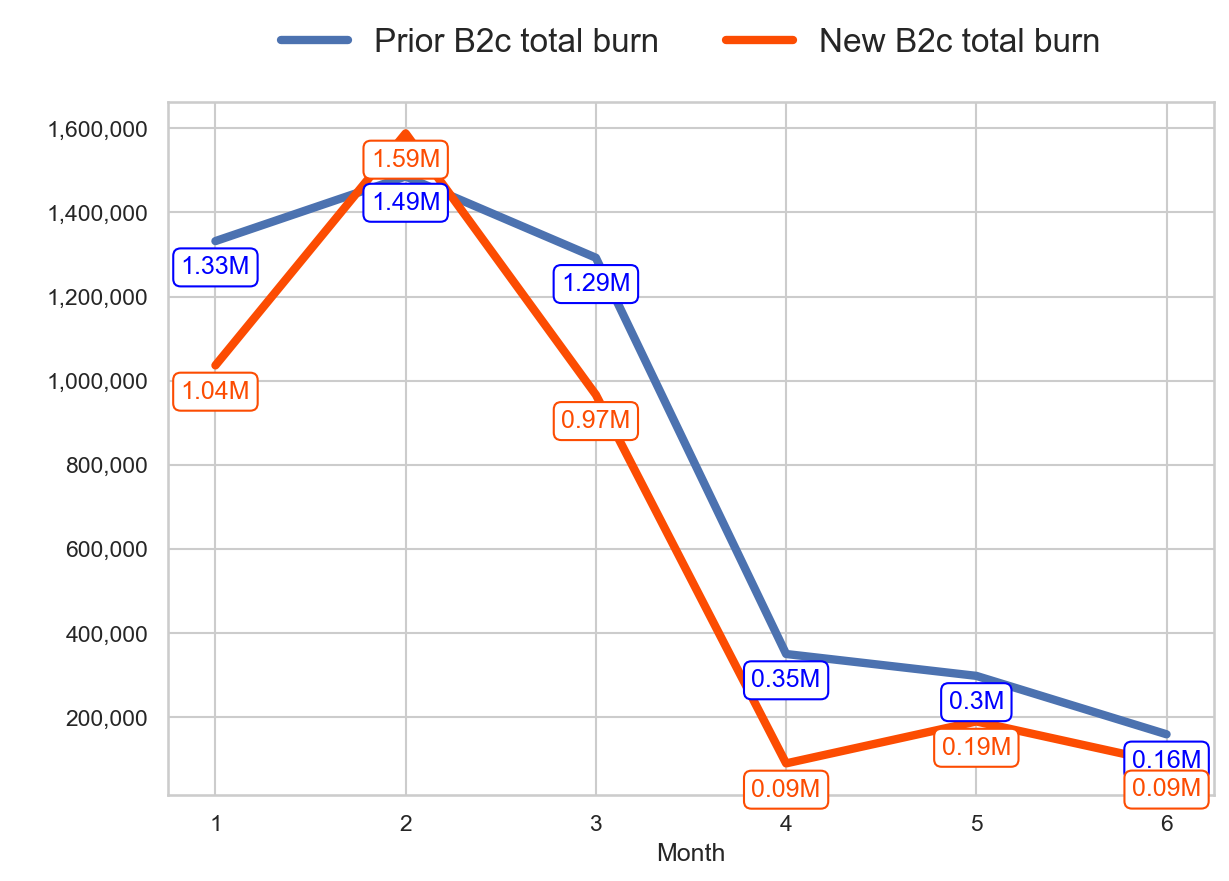 Prior B2c total burn New B2c total burn
1,600,000
1.59M
1.49M
1,400,000
1.33M
1.29M
1,200,000
1,000,000
1.04M
0.97M
800,000
600,000
400,000
0.35M
0.3M
200,000
0.19M
0.16M
0.09M 0.09M
1 2 3 4 5 6
Month